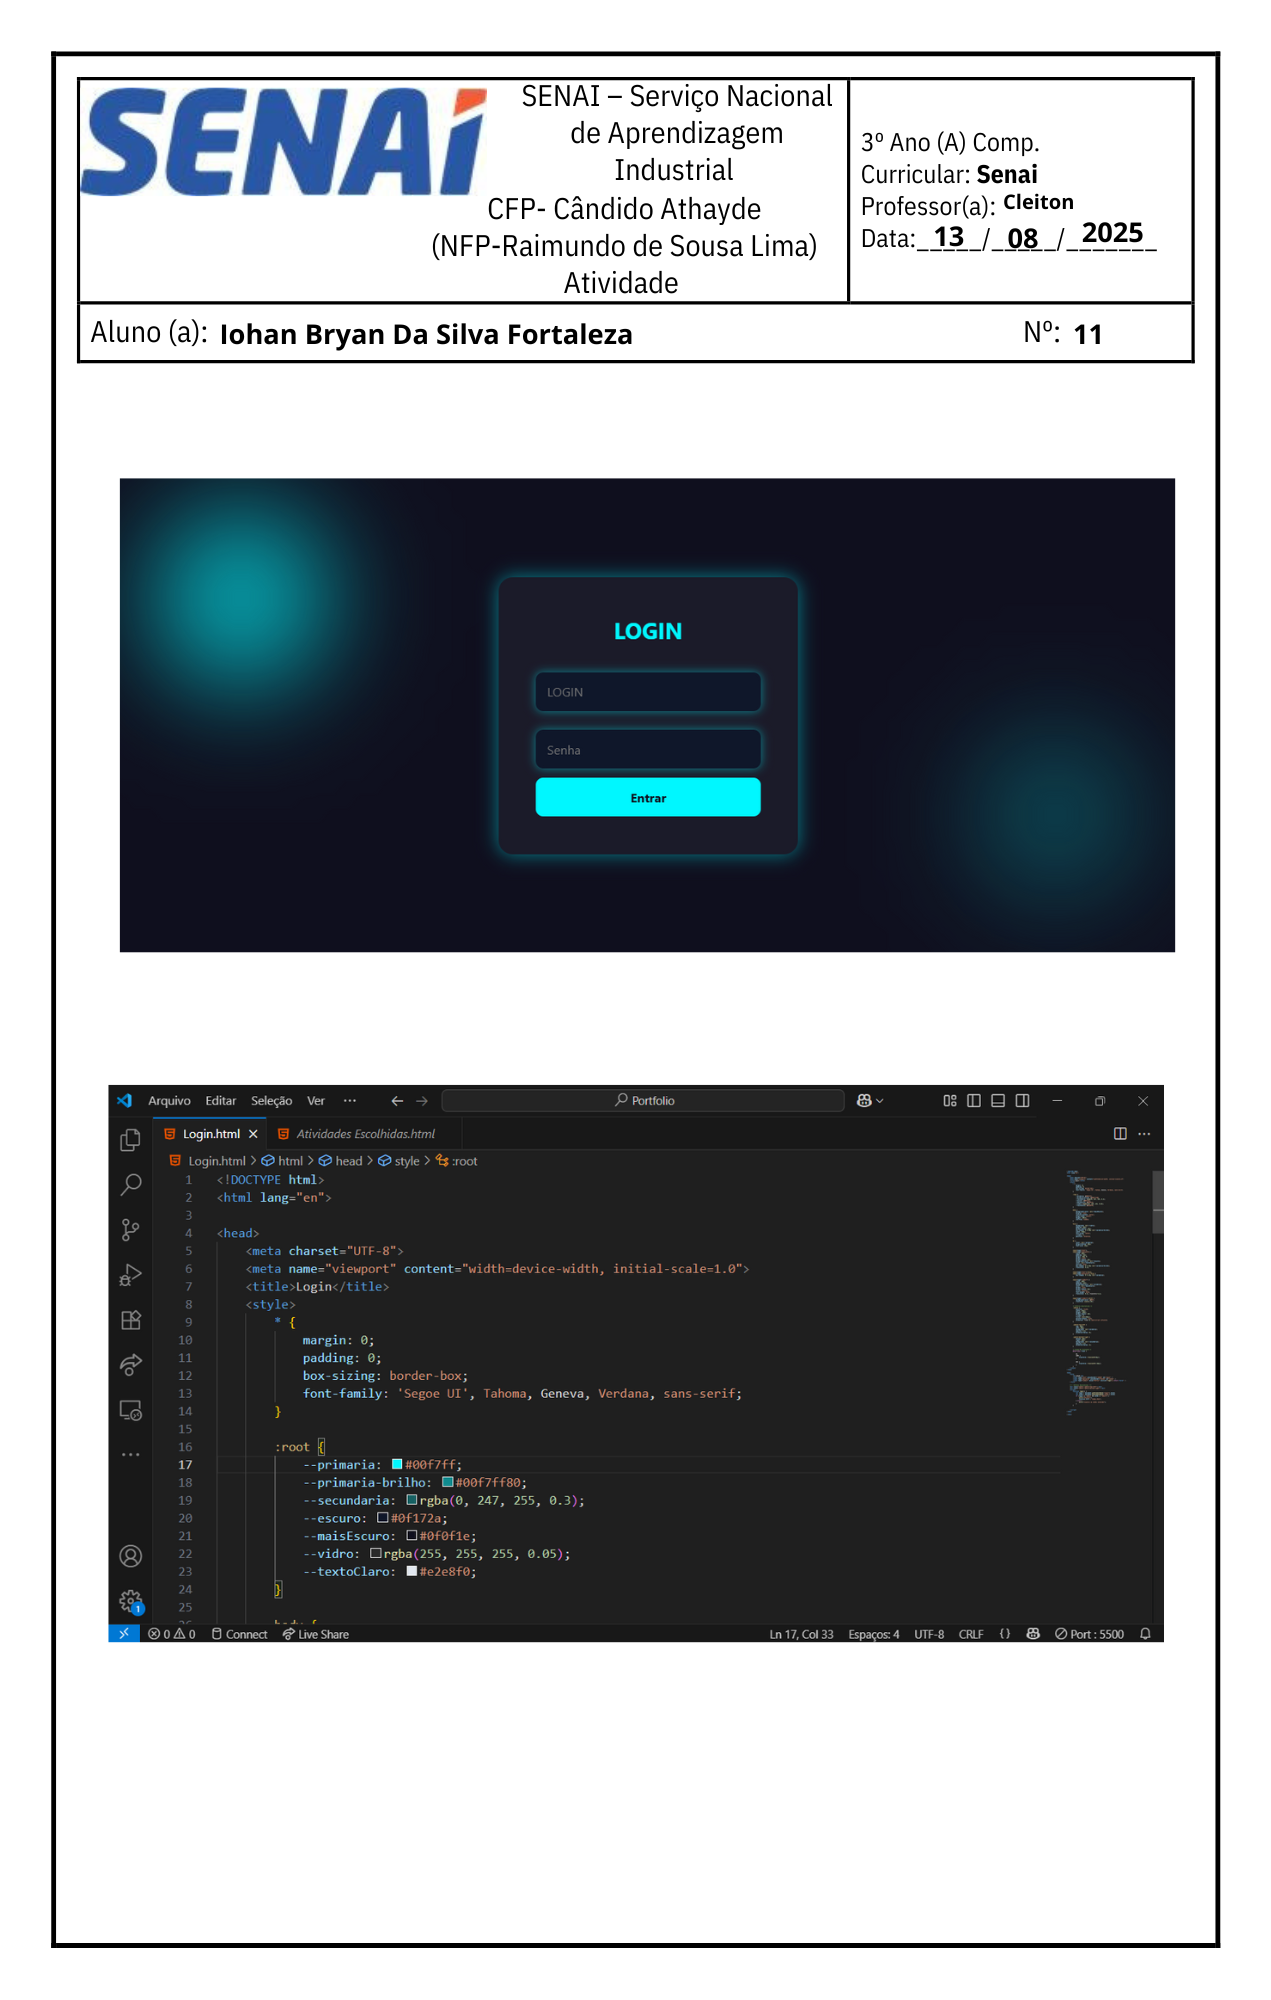 SENAI
SENAI – Serviço Nacional
de Aprendizagem
Industrial
CFP- Cândido Athayde
(NFP-Raimundo de Sousa Lima)
Atividade
3º Ano (A) Comp.
Curricular: Senai
Professor(a): Cleiton
Data:_13_/_08_/_2025_
Aluno (a): Iohan Bryan Da Silva Fortaleza Nº: 11
LOGIN
LOGIN
Senha
Entrar
Arquivo Editar Seleção Ver ··· Portfolio
Login.html Atividades Escolhidas.html
Login.html > html > head > style > :root
1 <!DOCTYPE html>
2 <html lang="en">
3
4 <head>
5 <meta charset="UTF-8">
6 <meta name="viewport" content="width=device-width, initial-scale=1.0">
7 <title>Login</title>
8 <style>
9 * {
10 margin: 0;
11 padding: 0;
12 box-sizing: border-box;
13 font-family: 'Segoe UI', Tahoma, Geneva, Verdana, sans-serif;
14 }
15
16 :root {
17 --primaria: #00f7ff;
18 --primaria-brilho: #00f7ff80;
19 --secundaria: rgba(0, 247, 255, 0.3);
20 --escuro: #0f172a;
21 --maisEscuro: #0f0f1e;
22 --vidro: rgba(255, 255, 255, 0.05);
23 --textoClaro: #e2e8f0;
24 }
25
26 body {
0 0 Connect Live Share Ln 17, Col 33 Espaços: 4 UTF-8 CRLF {} Port : 5500